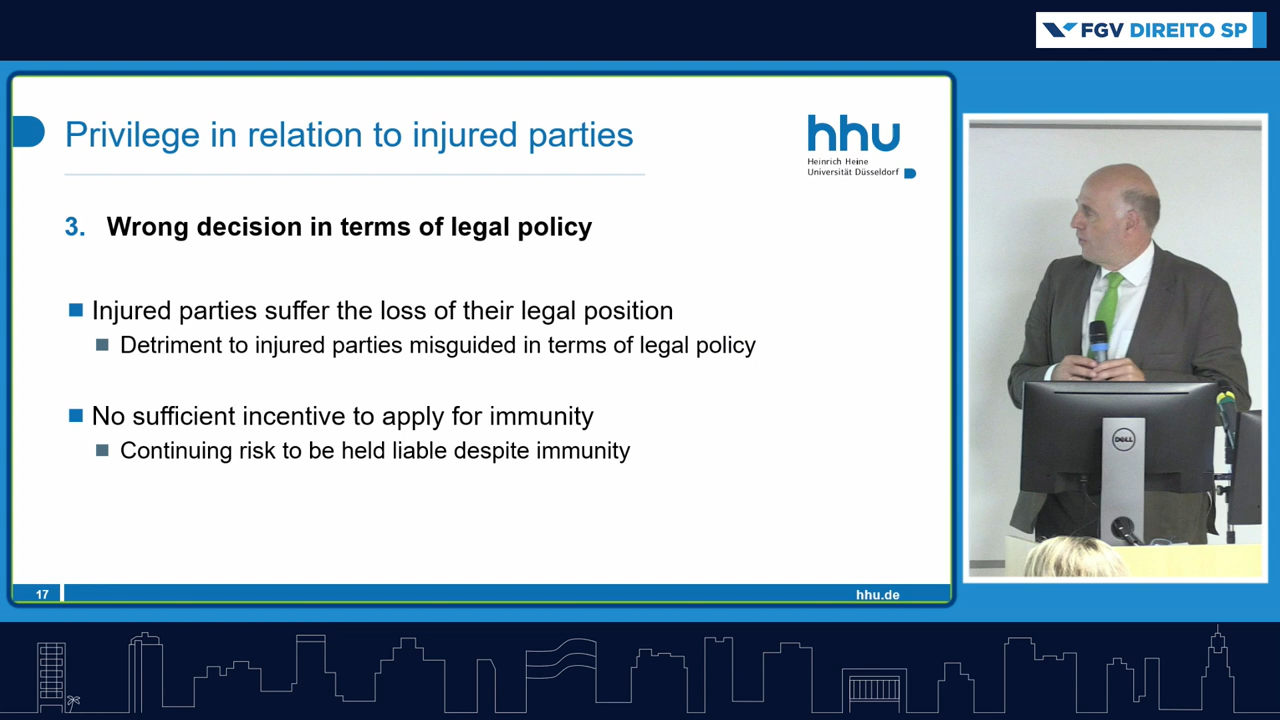 FGV DIREITO SP
Privilege in relation to injured parties
hhu
Heinrich Heine
Universität Düsseldorf
3. Wrong decision in terms of legal policy
Injured parties suffer the loss of their legal position
Detriment to injured parties misguided in terms of legal policy
No sufficient incentive to apply for immunity
Continuing risk to be held liable despite immunity
17
hhu.de
DELL